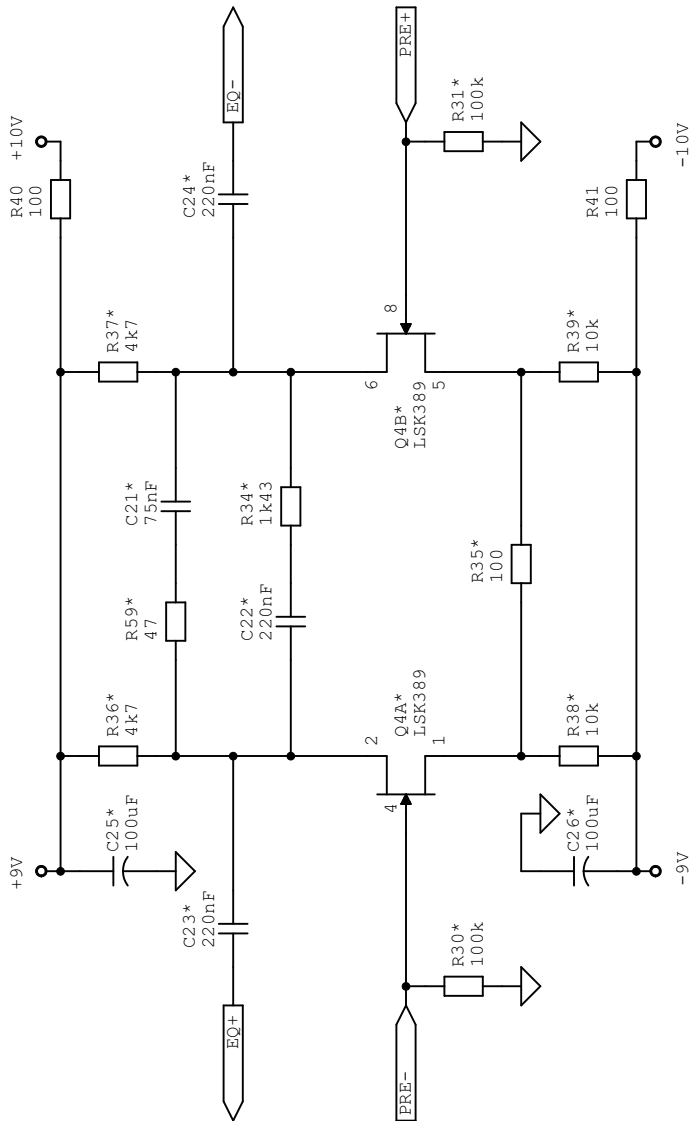 +10V
R40
100
EQ-
PRE+
R31*
100k
-10V
R41
100
C24*
220nF
R37*
4k7
8
6
5
Q4B*
LSK389
R39*
10k
C21*
75nF
R34*
1k43
R59*
47
C22*
220nF
R35*
100
R36*
4k7
2
1
4
Q4A*
LSK389
R38*
10k
+9V
C25*
100uF
C26*
100uF
-9V
C23*
220nF
R30*
100k
EQ+
PRE-